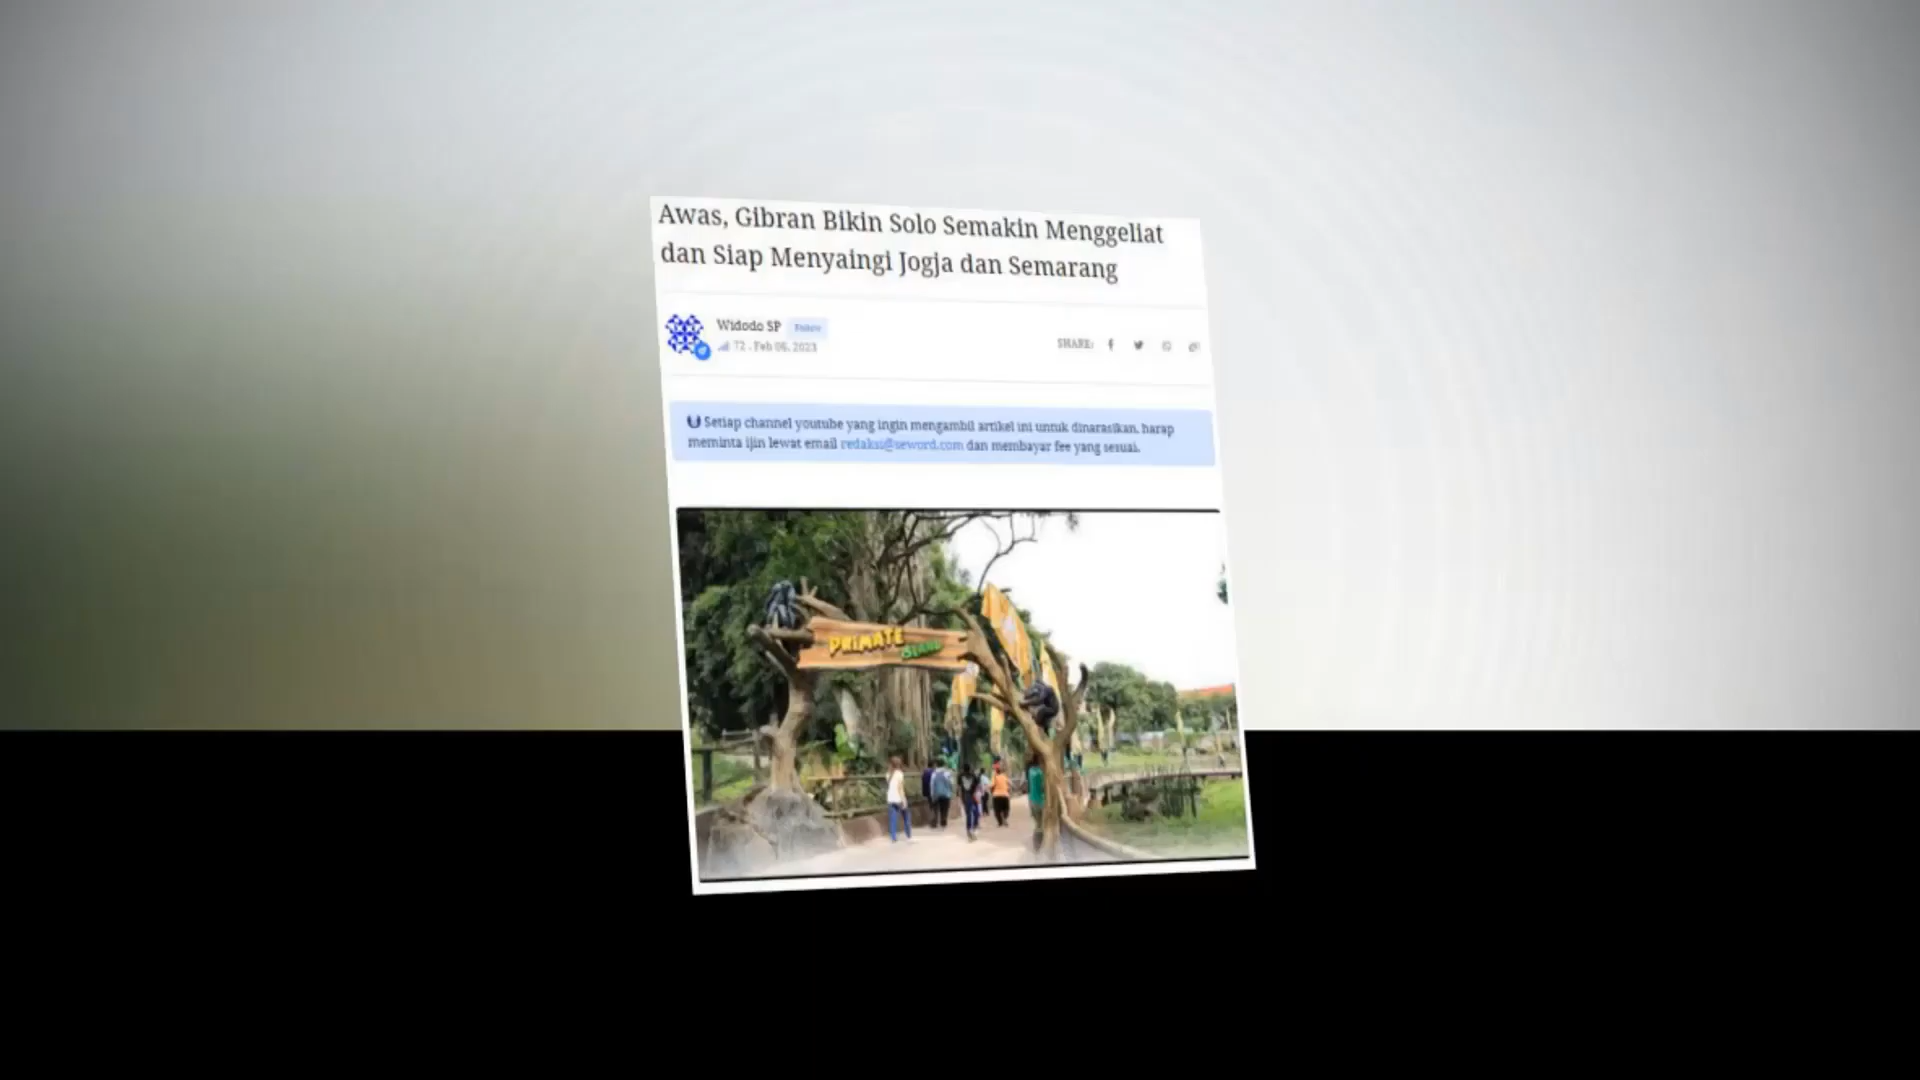 Awas, Gibran Bikin Solo Semakin Menggeliat
dan Siap Menyaingi Jogja dan Semarang
Widodo SP Follow
72 . Feb 06, 2023
SHARE:
Setiap channel youtube yang ingin mengambil artikel ini untuk dinarasikan, harap
meminta ijin lewat email redaksi@seword.com dan membayar fee yang sesuai.
PRIMATE
ISLAND